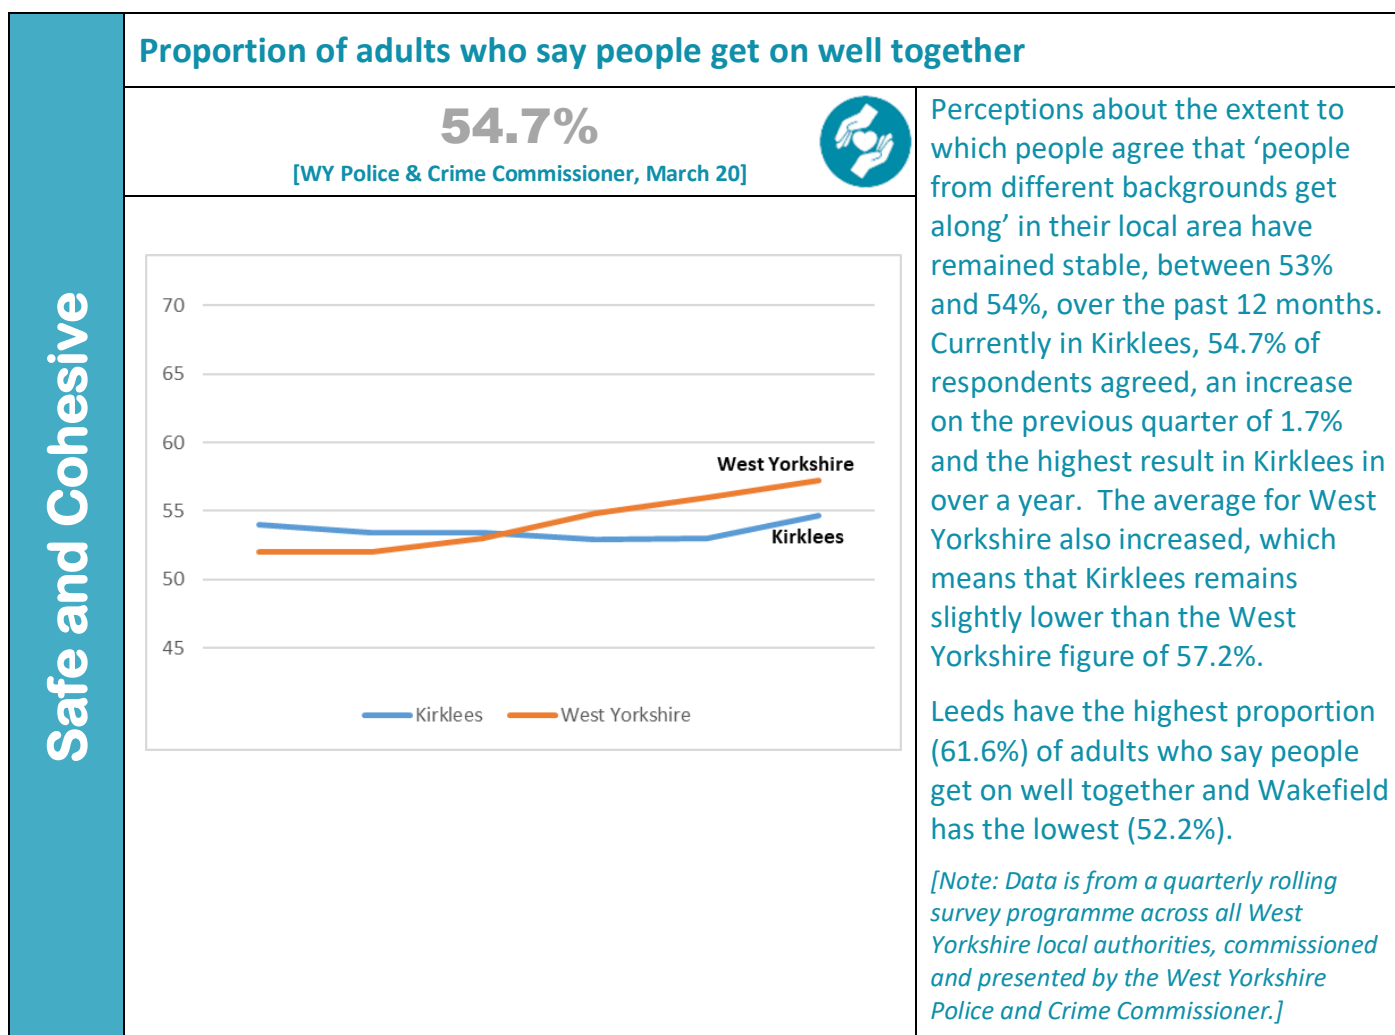 Safe and Cohesive
Proportion of adults who say people get on well together
54.7%
[WY Police & Crime Commissioner, March 20]
70
65
60
55
50
45
West Yorkshire
Kirklees
Kirklees
West Yorkshire
Perceptions about the extent to
which people agree that ‘people
from different backgrounds get
along’ in their local area have
remained stable, between 53%
and 54%, over the past 12 months.
Currently in Kirklees, 54.7% of
respondents agreed, an increase
on the previous quarter of 1.7%
and the highest result in Kirklees in
over a year.  The average for West
Yorkshire also increased, which
means that Kirklees remains
slightly lower than the West
Yorkshire figure of 57.2%.
Leeds have the highest proportion
(61.6%) of adults who say people
get on well together and Wakefield
has the lowest (52.2%).
[Note: Data is from a quarterly rolling
survey programme across all West
Yorkshire local authorities, commissioned
and presented by the West Yorkshire
Police and Crime Commissioner.]